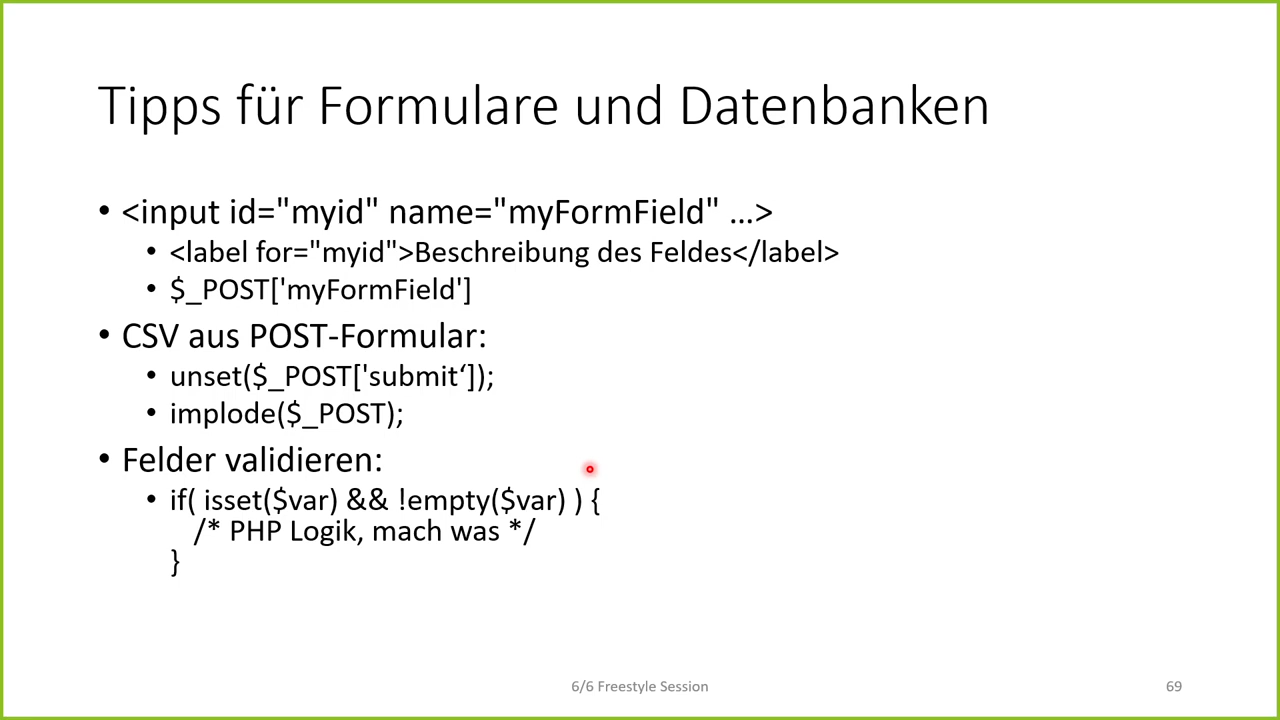 Tipps für Formulare und Datenbanken
• <input id="myid" name="myFormField" …>
• <label for="myid">Beschreibung des Feldes</label>
• $_POST['myFormField']
• CSV aus POST-Formular:
• unset($_POST['submit‘]);
• implode($_POST);
• Felder validieren:
• if( isset($var) && !empty($var) ) {
/* PHP Logik, mach was */
}
6/6 Freestyle Session
69